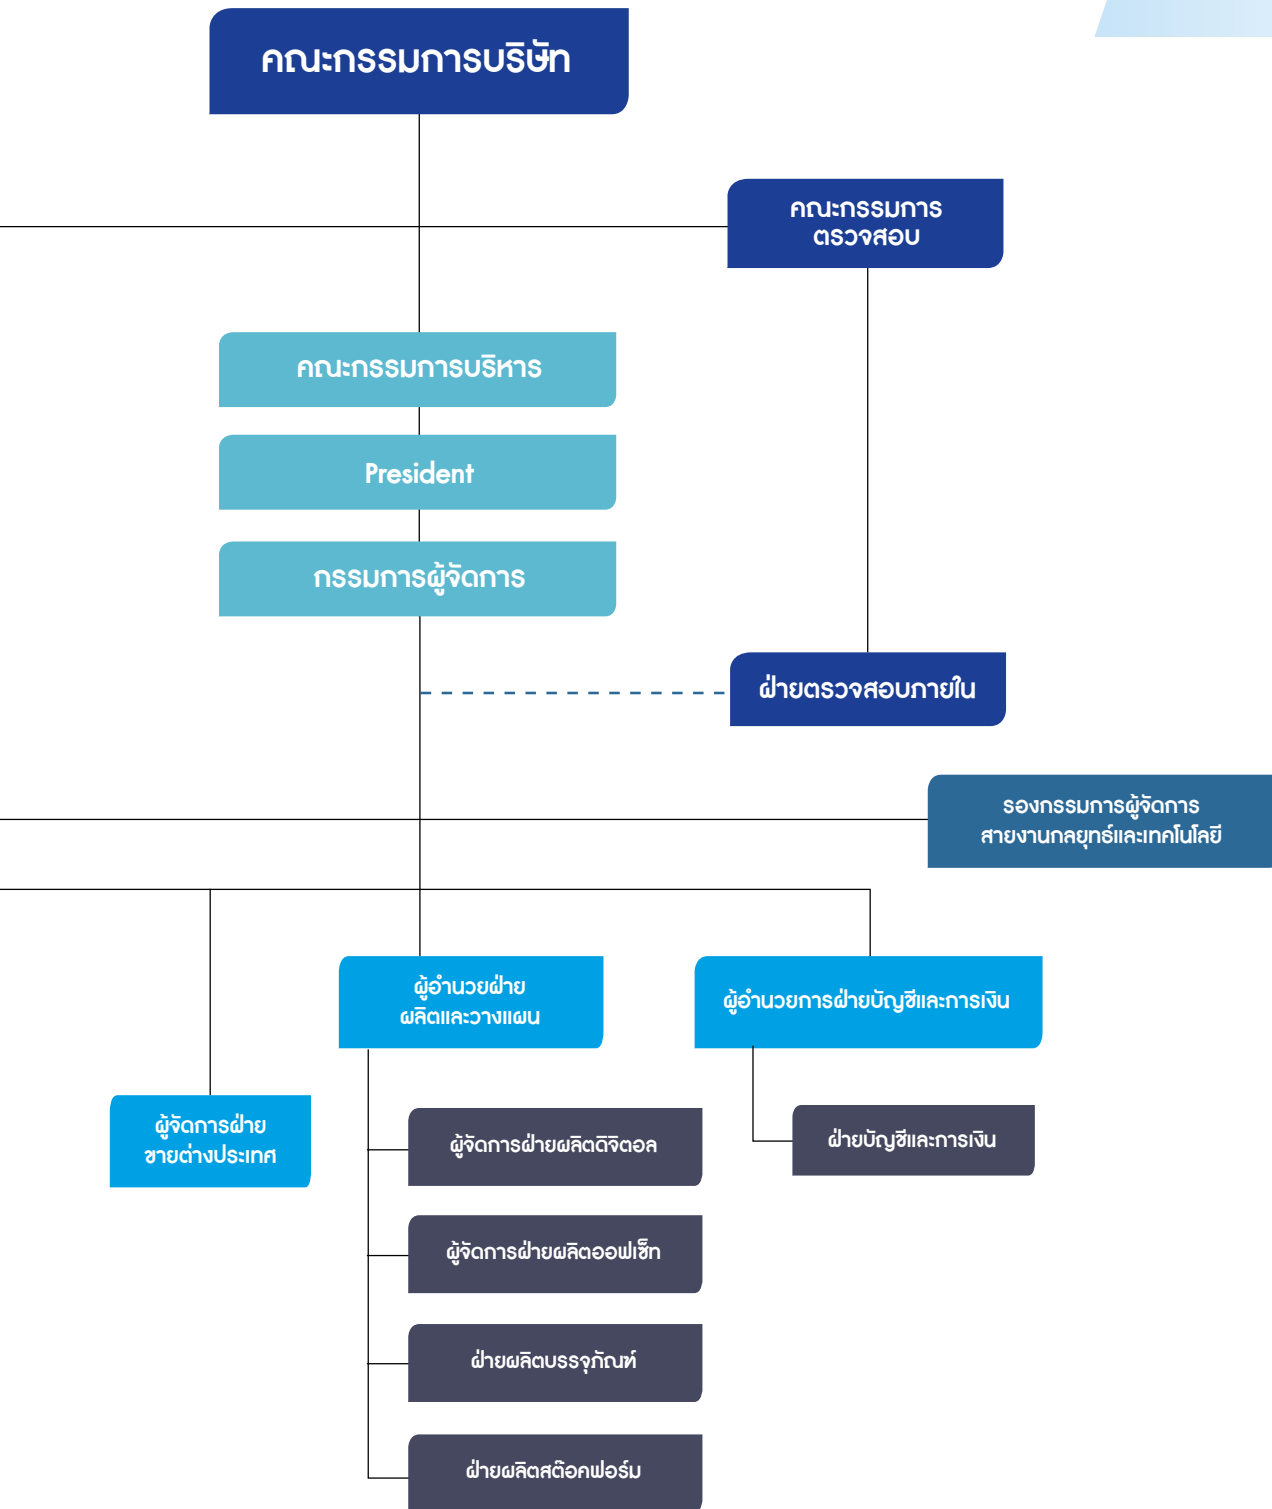 คณะกรรมการบริษัท
คณะกรรมการ
ตรวจสอบ
คณะกรรมการบริหาร
President
กรรมการผู้จัดการ
ฝ่ายตรวจสอบภายใน
รองกรรมการผู้จัดการ
สายงานกลยุทธ์และเทคโนโลยี
ผู้อำนวยฝ่าย
ผลิตและวางแผน
ผู้อำนวยการฝ่ายบัญชีและการเงิน
ผู้จัดการฝ่าย
ขายต่างประเทศ
ผู้จัดการฝ่ายผลิตดิจิตอล
ฝ่ายบัญชีและการเงิน
ผู้จัดการฝ่ายผลิตออฟเซ็ท
ฝ่ายผลิตบรรจุภัณฑ์
ฝ่ายผลิตสต๊อคฟอร์ม